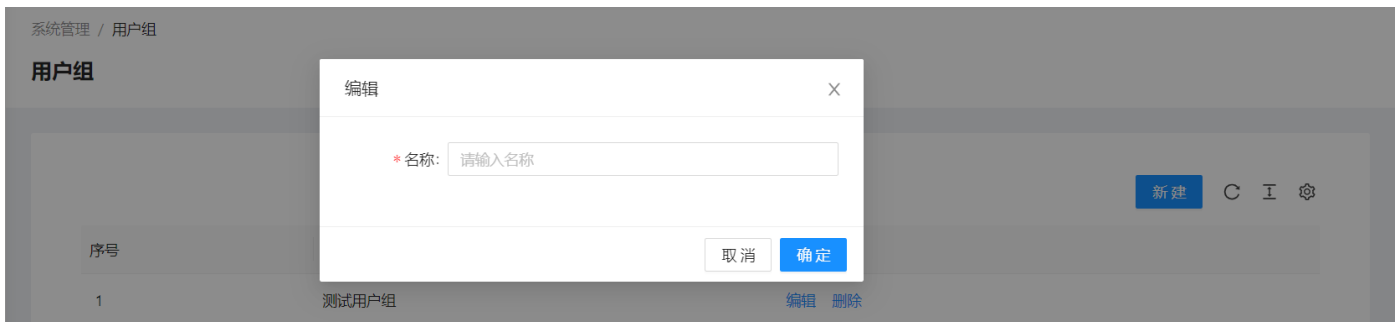 系统管理 / 用户组
用户组
编辑
* 名称: 请输入名称
新建
取消 确定
序号
1 测试用户组 编辑 删除